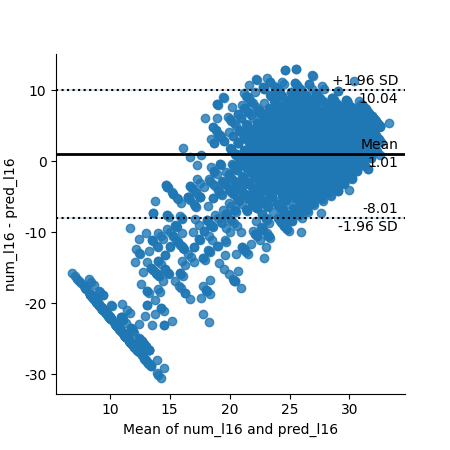 +1.96 SD
10.04
Mean
1.01
-8.01
-1.96 SD
10
0
-10
-20
-30
10 15 20 25 30
num_l16 - pred_l16
Mean of num_l16 and pred_l16